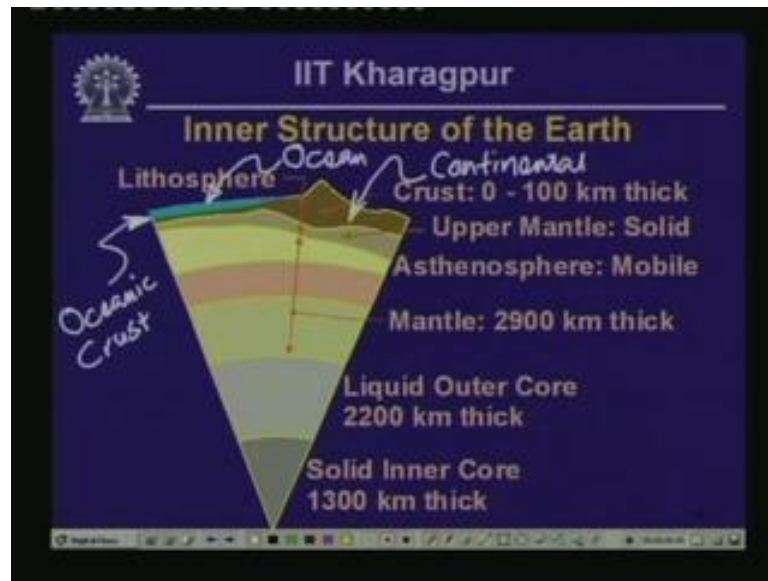 IIT Kharagpur
Inner Structure of the Earth
Ocean
Continental
Lithosphere
Crust: 0 - 100 km thick
Upper Mantle: Solid
Asthenosphere: Mobile
Oceanic
Crust
Mantle: 2900 km thick
Liquid Outer Core
2200 km thick
Solid Inner Core
1300 km thick